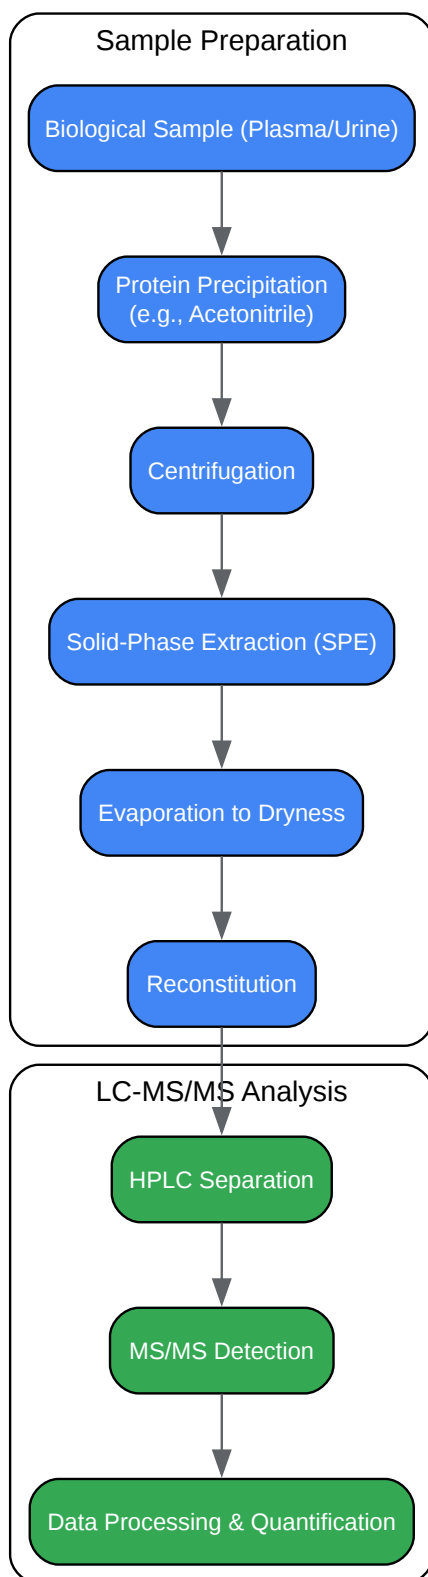 Sample Preparation
Biological Sample (Plasma/Urine)
Protein Precipitation
(e.g., Acetonitrile)
Centrifugation
Solid-Phase Extraction (SPE)
Evaporation to Dryness
Reconstitution
LC-MS/MS Analysis
HPLC Separation
MS/MS Detection
Data Processing & Quantification